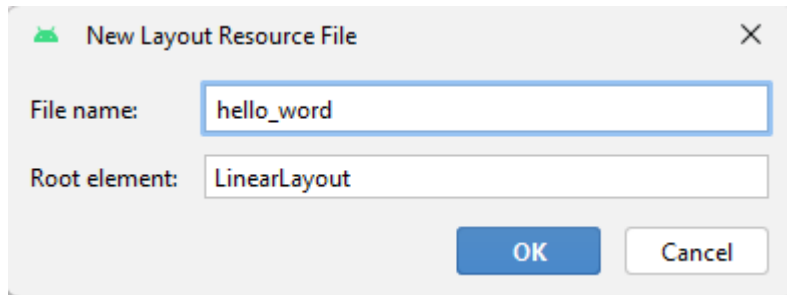 New Layout Resource File
File name: hello_word
Root element: LinearLayout
OK Cancel